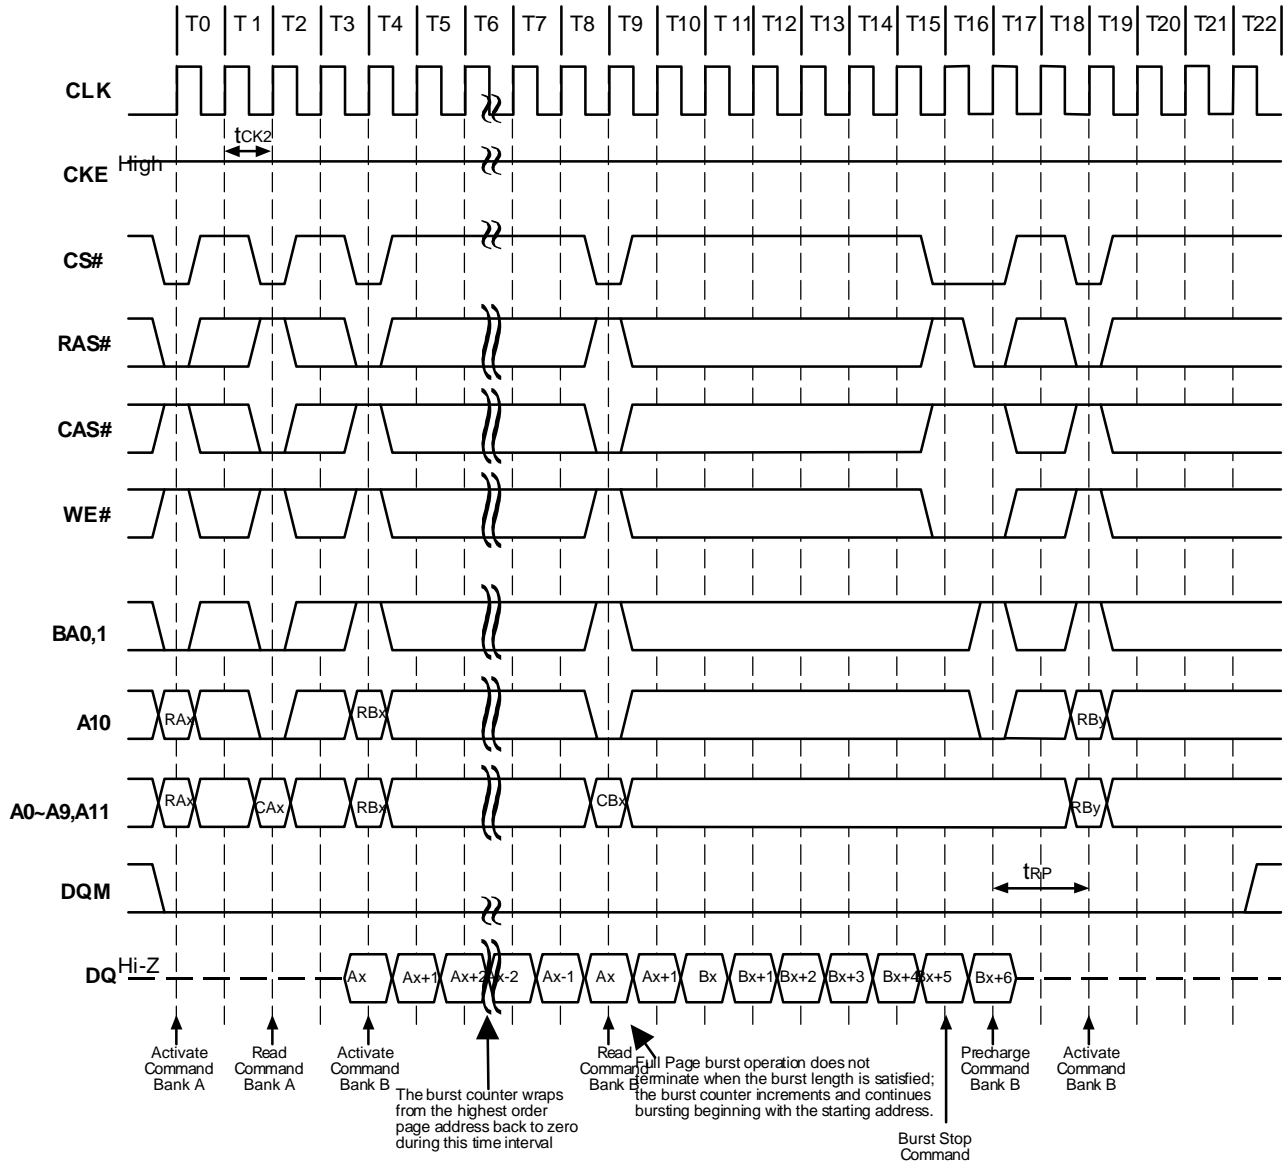 T0 T 1 T2 T3 T4 T5 T6 T7 T8 T9 T10 T 11 T12 T13 T14 T15 T16 T17 T18 T19 T20 T21 T22
CLK
tCK2
CKE High
CS#
RAS#
CAS#
WE#
BA0,1
A10 RAx RBx RBy
A0~A9,A11 RAx CAx RBx CBx RBy
DQM
tRP
DQ Hi-Z Ax Ax+1 Ax+2 Ax-2 Ax-1 Ax Ax+1 Bx Bx+1 Bx+2 Bx+3 Bx+4 Bx+5 Bx+6
Activate
Command
Bank A
Read
Command
Bank A
Activate
Command
Bank B
The burst counter wraps
from the highest order
page address back to zero
during this time interval
Read
Command
Bank B
Full Page burst operation does not
terminate when the burst length is satisfied;
the burst counter increments and continues
bursting beginning with the starting address.
Burst Stop
Command
Precharge
Command
Bank B
Activate
Command
Bank B